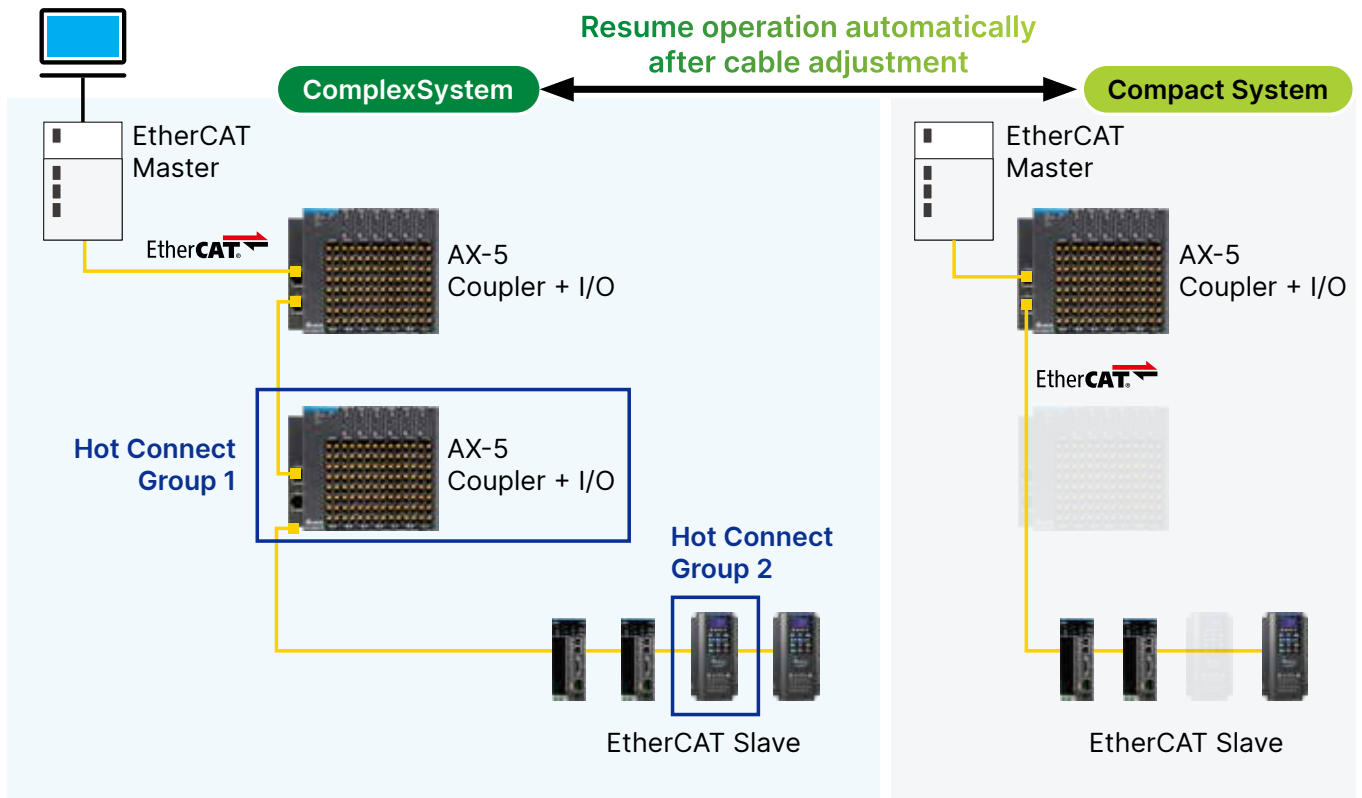 Resume operation automatically
after cable adjustment
ComplexSystem
Compact System
EtherCAT
Master
EtherCAT®
AX-5
Coupler + I/O
Hot Connect
Group 1
AX-5
Coupler + I/O
Hot Connect
Group 2
EtherCAT Slave
EtherCAT
Master
AX-5
Coupler + I/O
EtherCAT®
EtherCAT Slave